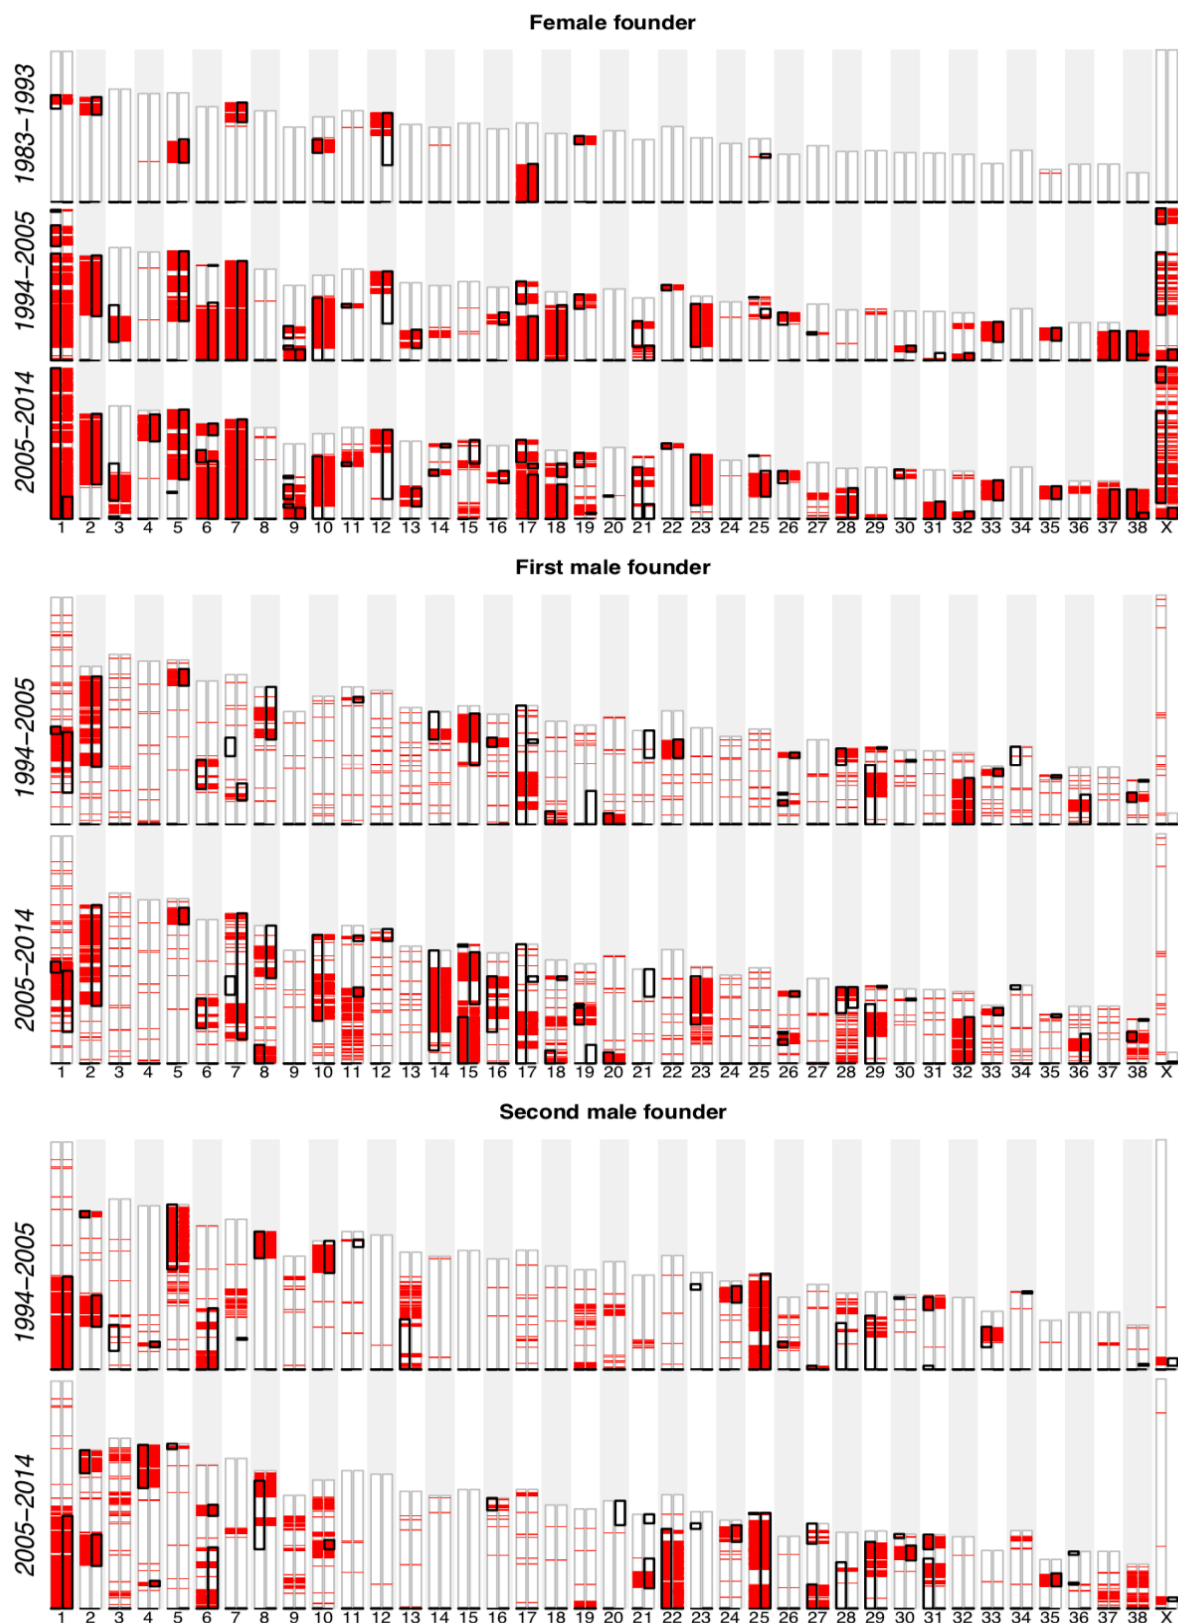 Female founder
1983–1993
1994–2005
2005–2014
1 2 3 4 5 6 7 8 9 10 11 12 13 14 15 16 17 18 19 20 21 22 23 24 25 26 27 28 29 30 31 32 33 34 35 36 37 38 X
First male founder
1994–2005
2005–2014
1 2 3 4 5 6 7 8 9 10 11 12 13 14 15 16 17 18 19 20 21 22 23 24 25 26 27 28 29 30 31 32 33 34 35 36 37 38 X
Second male founder
1994–2005
2005–2014
1 2 3 4 5 6 7 8 9 10 11 12 13 14 15 16 17 18 19 20 21 22 23 24 25 26 27 28 29 30 31 32 33 34 35 36 37 38 X